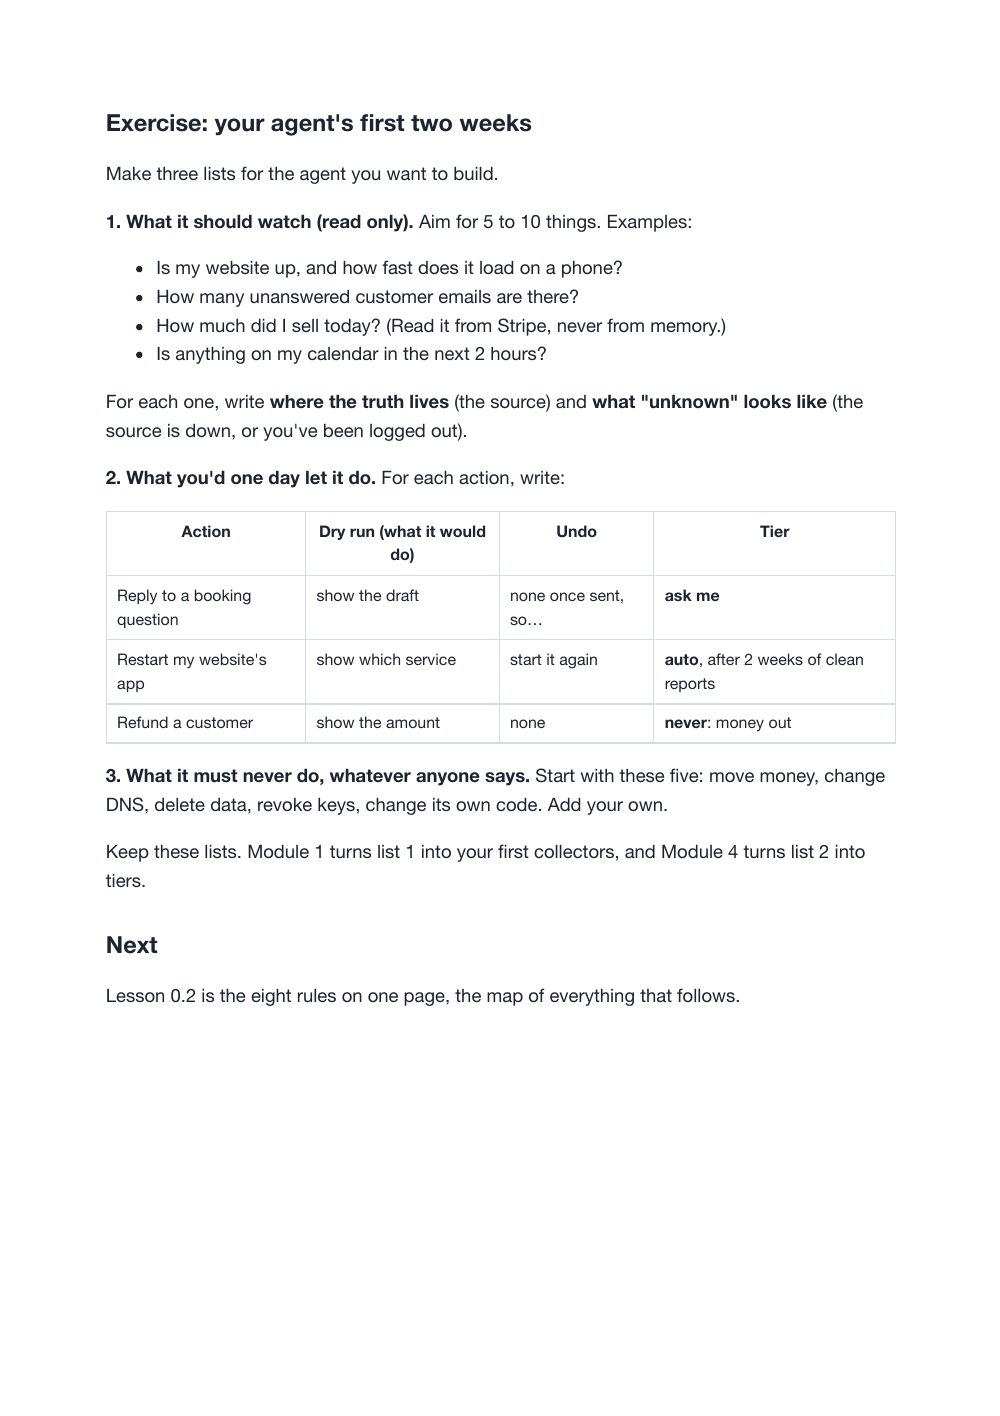 Exercise: your agent's first two weeks
Make three lists for the agent you want to build.
1. What it should watch (read only). Aim for 5 to 10 things. Examples:
• Is my website up, and how fast does it load on a phone?
• How many unanswered customer emails are there?
• How much did I sell today? (Read it from Stripe, never from memory.)
• Is anything on my calendar in the next 2 hours?
For each one, write where the truth lives (the source) and what "unknown" looks like (the
source is down, or you've been logged out).
2. What you'd one day let it do. For each action, write:
Action
Dry run (what it would
do)
Undo
Tier
Reply to a booking
question
show the draft
none once sent,
so…
ask me
Restart my website's
app
show which service
start it again
auto, after 2 weeks of clean
reports
Refund a customer
show the amount
none
never: money out
3. What it must never do, whatever anyone says. Start with these five: move money, change
DNS, delete data, revoke keys, change its own code. Add your own.
Keep these lists. Module 1 turns list 1 into your first collectors, and Module 4 turns list 2 into
tiers.
Next
Lesson 0.2 is the eight rules on one page, the map of everything that follows.